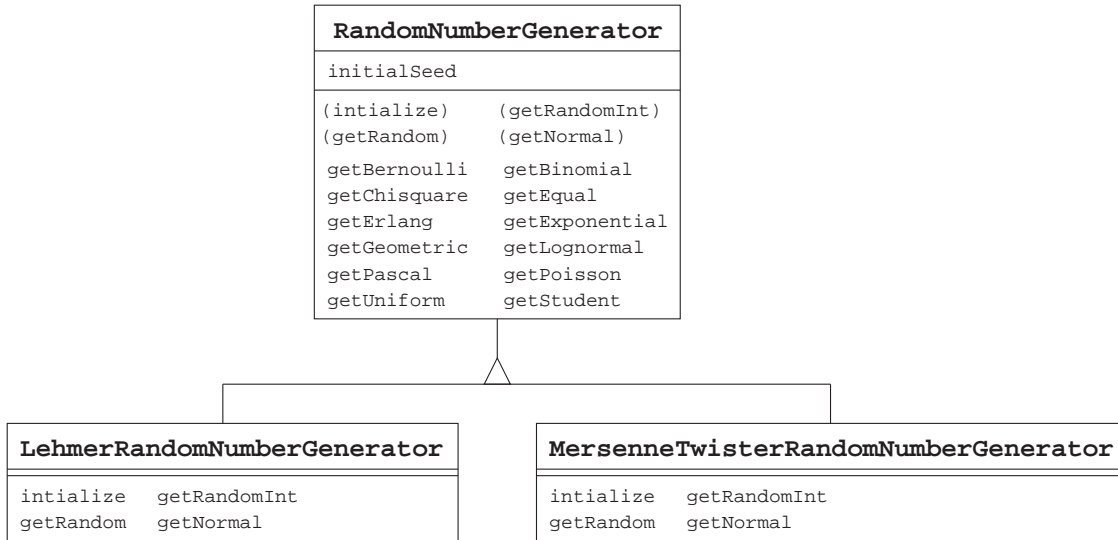 RandomNumberGenerator
initialSeed
(intialize) (getRandomInt)
(getRandom) (getNormal)
getBernoulli getBinomial
getChisquare getEqual
getErlang getExponential
getGeometric getLognormal
getPascal getPoisson
getUniform getStudent
LehmerRandomNumberGenerator
intialize getRandomInt
getRandom getNormal
MersenneTwisterRandomNumberGenerator
intialize getRandomInt
getRandom getNormal